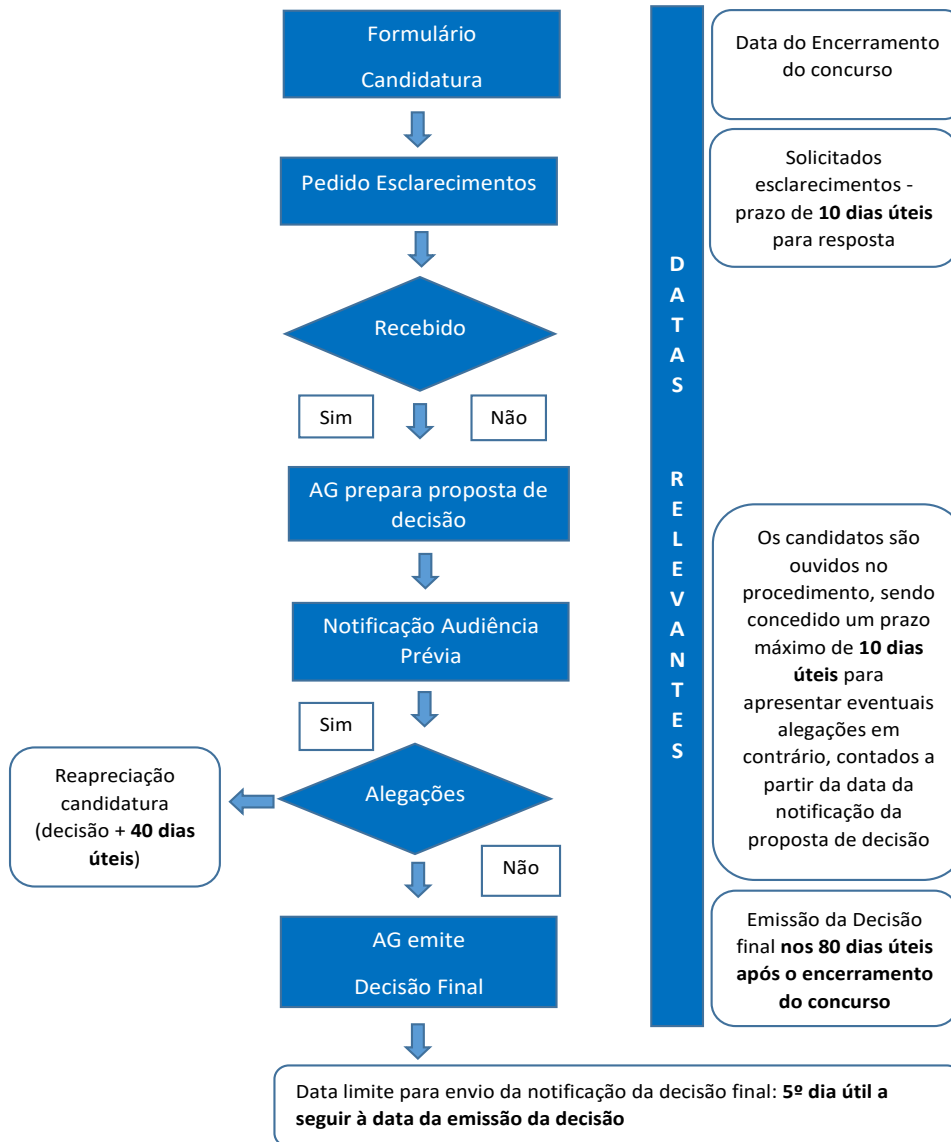 Formulário
Candidatura
Data do Encerramento
do concurso
Pedido Esclarecimentos
Solicitados
esclarecimentos -
prazo de 10 dias úteis
para resposta
DATAS RELEVANTES
Recebido
Sim
Não
AG prepara proposta de
decisão
Notificação Audiência
Prévia
Os candidatos são
ouvidos no
procedimento, sendo
concedido um prazo
máximo de 10 dias
úteis para
apresentar eventuais
alegações em
contrário, contados a
partir da data da
notificação da
proposta de decisão
Sim
Alegações
Reapreciação
candidatura
(decisão + 40 dias
úteis)
Não
AG emite
Decisão Final
Emissão da Decisão
final nos 80 dias úteis
após o encerramento
do concurso
Data limite para envio da notificação da decisão final: 5º dia útil a
seguir à data da emissão da decisão